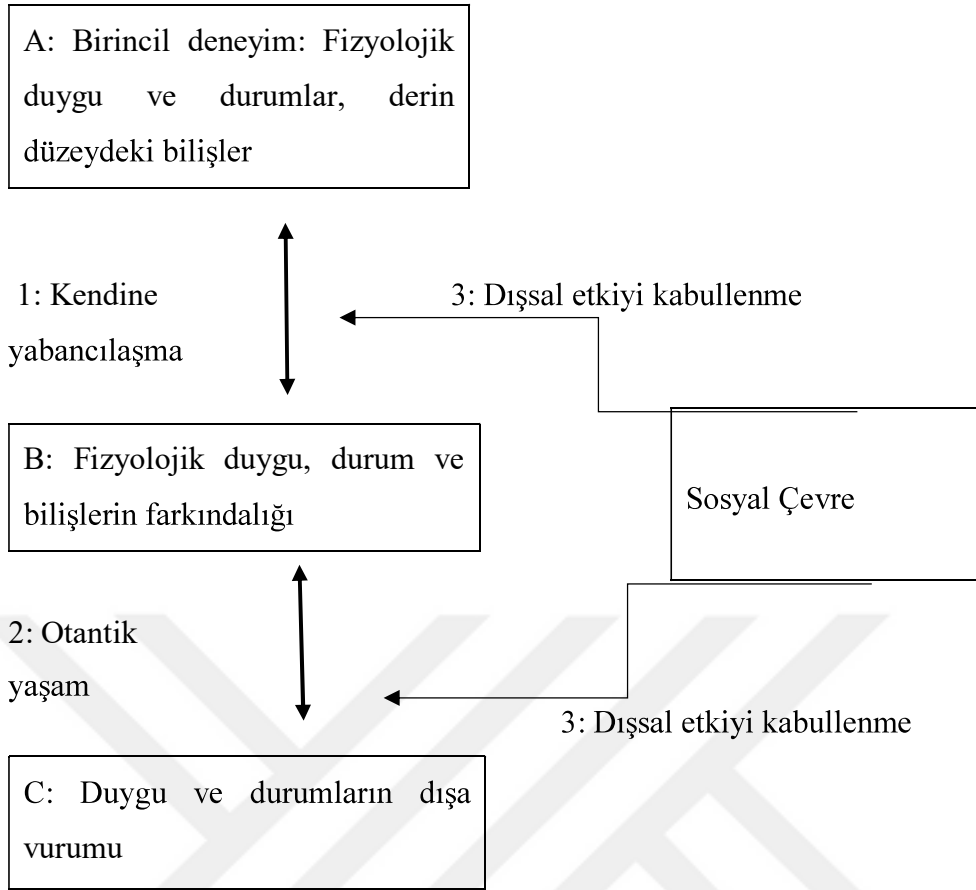 A: Birincil deneyim: Fizyolojik
duygu ve durumlar, derin
düzeydeki bilişler
1: Kendine
yabancılaşma
3: Dışsal etkiyi kabullenme
B: Fizyolojik duygu, durum ve
bilişlerin farkındalığı
Sosyal Çevre
2: Otantik
yaşam
3: Dışsal etkiyi kabullenme
C: Duygu ve durumların dışa
vurumu